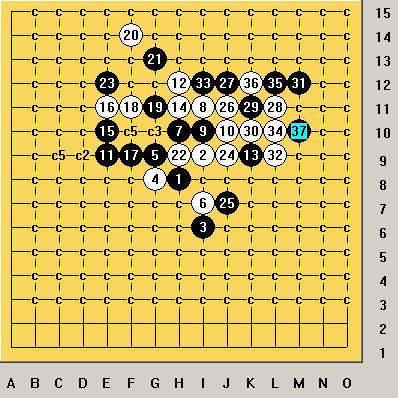 c c c c c c c c c c c c c c 15
c c c c 20 c c c c c c c c c 14
c c c c c 21 c c c c c c c c 13
c c c 23 c c 12 33 27 36 35 31 c c 12
c c c 16 18 19 14 8 26 29 28 c c c 11
c c c 15 c5 c3 7 9 10 30 34 37 c c 10
c c5 c2 11 17 5 22 2 24 13 32 c c c 9
c c c c c 4 1 c c c c c c c 8
c c c c c c c 6 25 c c c c c 7
c c c c c c c 3 c c c c c c 6
c c c c c c c c c c c c c c 5
c c c c c c c c c c c c c c 4
c c c c c c c c c c c c c c 3
2
1
A B C D E F G H I J K L M N O